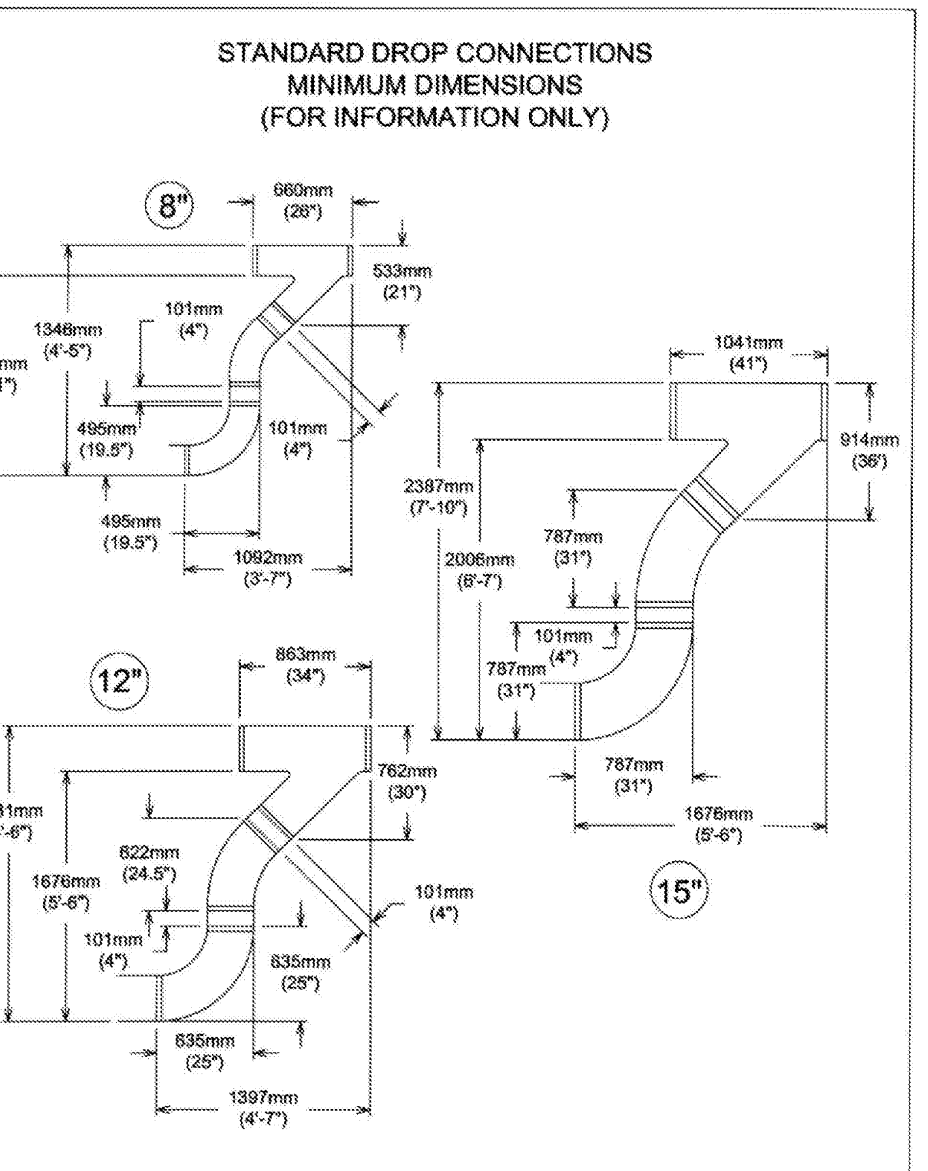 STANDARD DROP CONNECTIONS
MINIMUM DIMENSIONS
(FOR INFORMATION ONLY)
8"
660mm
(26")
533mm
(21")
101mm
(4")
1346mm
(4'-5")
mm
495mm
(19.5")
101mm
(4")
495mm
(19.5")
1092mm
(3'-7")
1041mm
(41")
914mm
(36')
2387mm
(7'-10")
787mm
(31")
2006mm
(6'-7')
101mm
(4")
787mm
(31")
787mm
(31")
1676mm
(5'-6")
15"
12"
863mm
(34")
762mm
(30")
31mm
'-6")
622mm
(24.5")
1676mm
(5'-6")
101mm
(4")
101mm
(4")
635mm
(25")
635mm
(25")
1397mm
(4'-7")